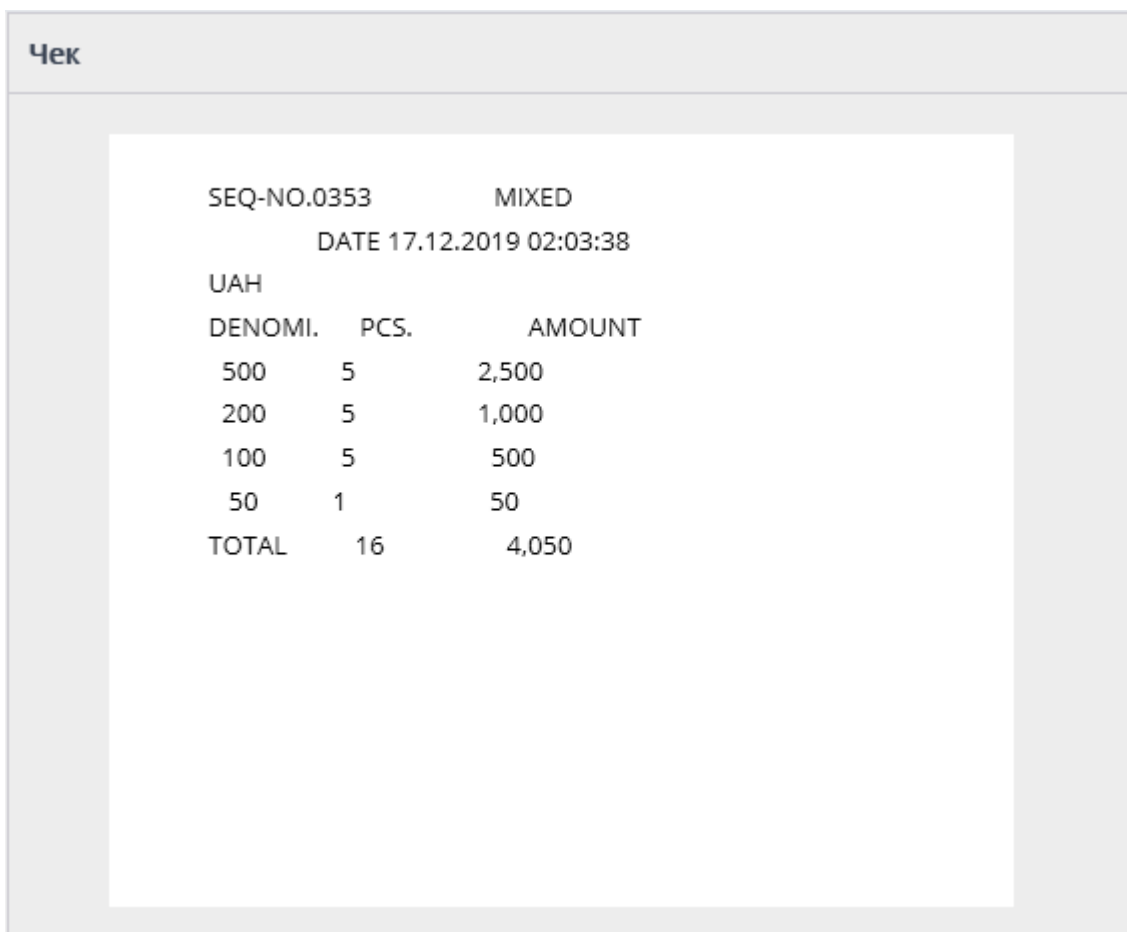 Чек
SEQ-NO.0353 MIXED
DATE 17.12.2019 02:03:38
UAH
DENOMI. PCS. AMOUNT
500 5 2,500
200 5 1,000
100 5 500
50 1 50
TOTAL 16 4,050